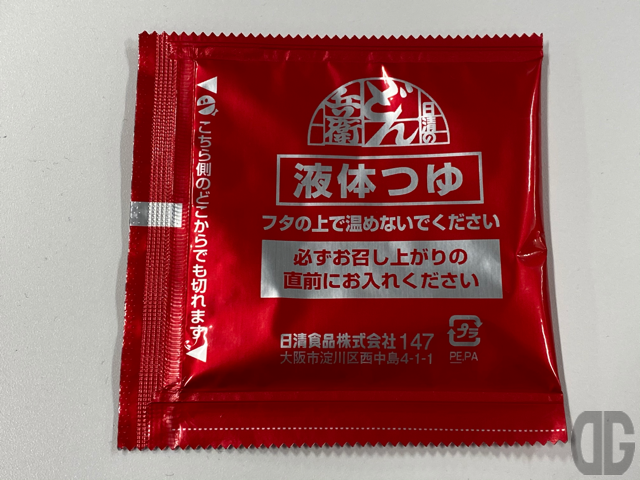 日清の
どん
兵衛
液体つゆ
フタの上で温めないでください
必ずお召し上がりの
直前にお入れください
こちら側のどこからでも切れます
日清食品株式会社 147
大阪市淀川区西中島4-1-1
プラ
PE,PA
DG